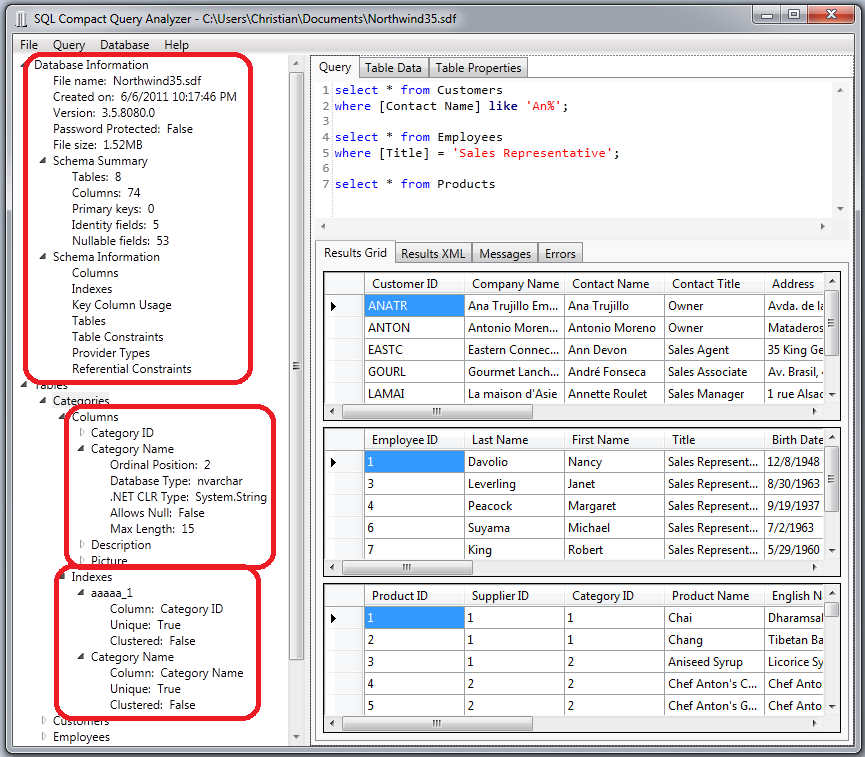 SQL Compact Query Analyzer - C:\Users\Christian\Documents\Northwind35.sdf
File Query Database Help
Database Information
File name: Northwind35.sdf
Created on: 6/6/2011 10:17:46 PM
Version: 3.5.8080.0
Password Protected: False
File size: 1.52MB
Schema Summary
Tables: 8
Columns: 74
Primary keys: 0
Identity fields: 5
Nullable fields: 53
Schema Information
Columns
Indexes
Key Column Usage
Tables
Table Constraints
Provider Types
Referential Constraints
Tables
Categories
Columns
Category ID
Category Name
Ordinal Position: 2
Database Type: nvarchar
.NET CLR Type: System.String
Allows Null: False
Max Length: 15
Description
Picture
Indexes
aaaaa_1
Column: Category ID
Unique: True
Clustered: False
Category Name
Column: Category Name
Unique: True
Clustered: False
Customers
Employees
Query Table Data Table Properties
1 select * from Customers
2 where [Contact Name] like 'An%';
3
4 select * from Employees
5 where [Title] = 'Sales Representative';
6
7 select * from Products
Results Grid Results XML Messages Errors
Customer ID Company Name Contact Name Contact Title Address
ANATR Ana Trujillo Em... Ana Trujillo Owner Avda. de la
ANTON Antonio Moren... Antonio Moreno Owner Mataderos
EASTC Eastern Connec... Ann Devon Sales Agent 35 King Ge
GOURL Gourmet Lanch... André Fonseca Sales Associate Av. Brasil, 4
LAMAI La maison d'Asie Annette Roulet Sales Manager 1 rue Alsac
Employee ID Last Name First Name Title Birth Date
1 Davolio Nancy Sales Represent... 12/8/1948
3 Leverling Janet Sales Represent... 8/30/1963
4 Peacock Margaret Sales Represent... 9/19/1937
6 Suyama Michael Sales Represent... 7/2/1963
7 King Robert Sales Represent... 5/29/1960
Product ID Supplier ID Category ID Product Name English N
1 1 1 Chai Dharamsal
2 1 1 Chang Tibetan Ba
3 1 2 Aniseed Syrup Licorice Sy
4 2 2 Chef Anton's C... Chef Anto
5 2 2 Chef Anton's G... Chef Anto